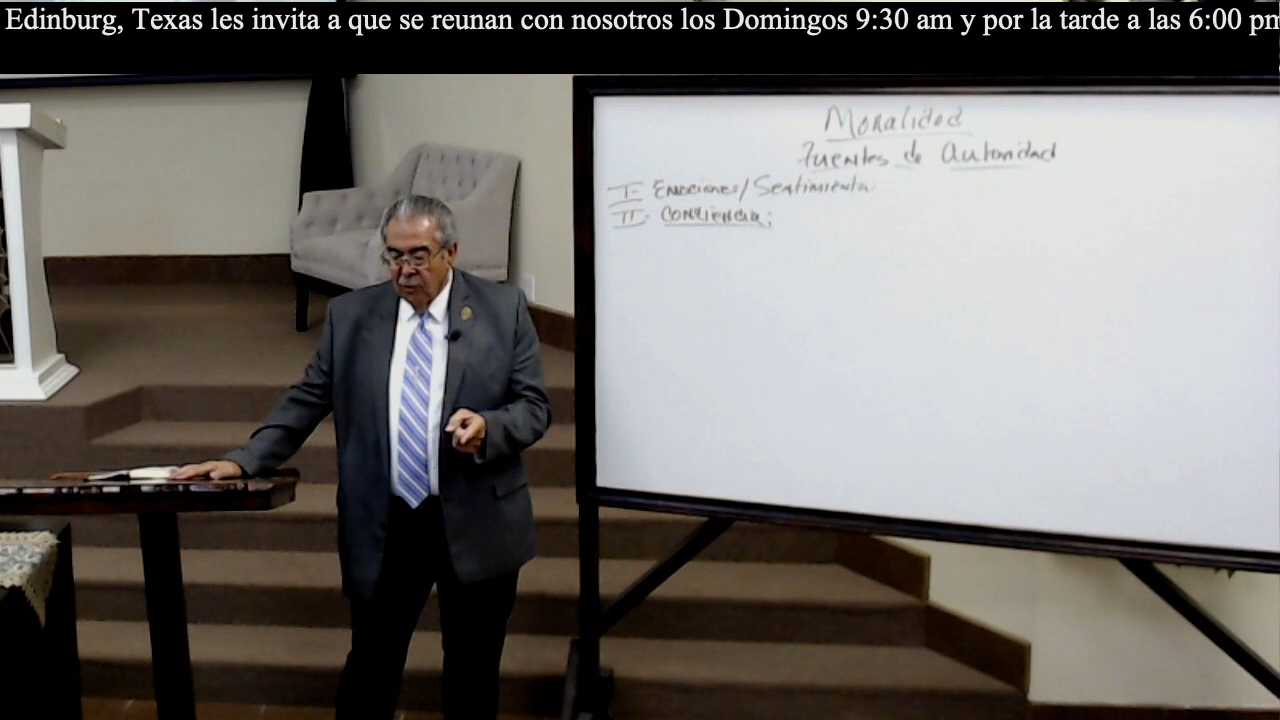 Edinburg, Texas les invita a que se reunan con nosotros los Domingos 9:30 am y por la tarde a las 6:00 pm
Moralidad
Fuentes de Autoridad
I- Emociones/Sentimientos
II- Conciencia;